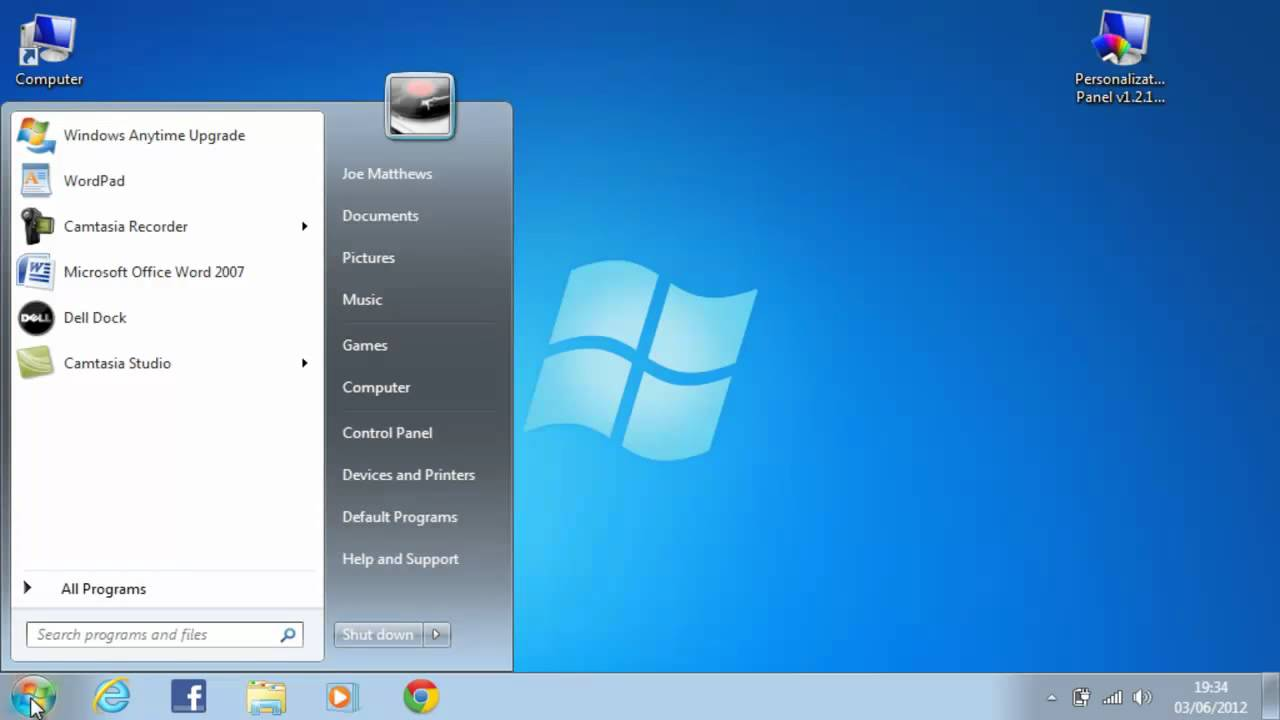 Computer
Personalizat...
Panel v1.2.1...
Windows Anytime Upgrade
WordPad
Camtasia Recorder
Microsoft Office Word 2007
DELL
Dell Dock
Camtasia Studio
All Programs
Search programs and files
Joe Matthews
Documents
Pictures
Music
Games
Computer
Control Panel
Devices and Printers
Default Programs
Help and Support
Shut down
19:34
03/06/2012